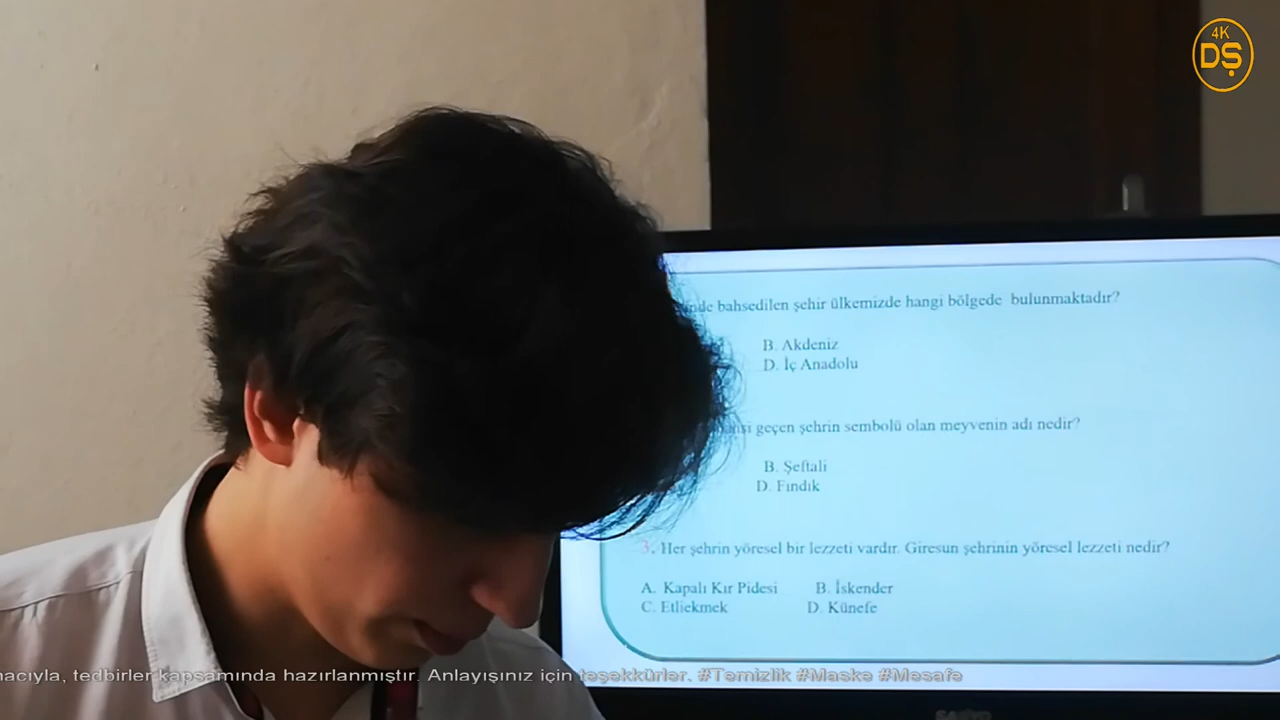 4K
DŞ
bahsedilen şehir ülkemizde hangi bölgede bulunmaktadır?
B. Akdeniz
D. İç Anadolu
geçen şehrin sembolü olan meyvenin adı nedir?
B. Şeftali
D. Fındık
3. Her şehrin yöresel bir lezzeti vardır. Giresun şehrinin yöresel lezzeti nedir?
A. Kapalı Kır Pidesi B. İskender
C. Etliekmek D. Künefe
tedbirler kapsamında hazırlanmıştır. Anlayışınız için teşekkürler. #Temizlik #Maske #Mesafe